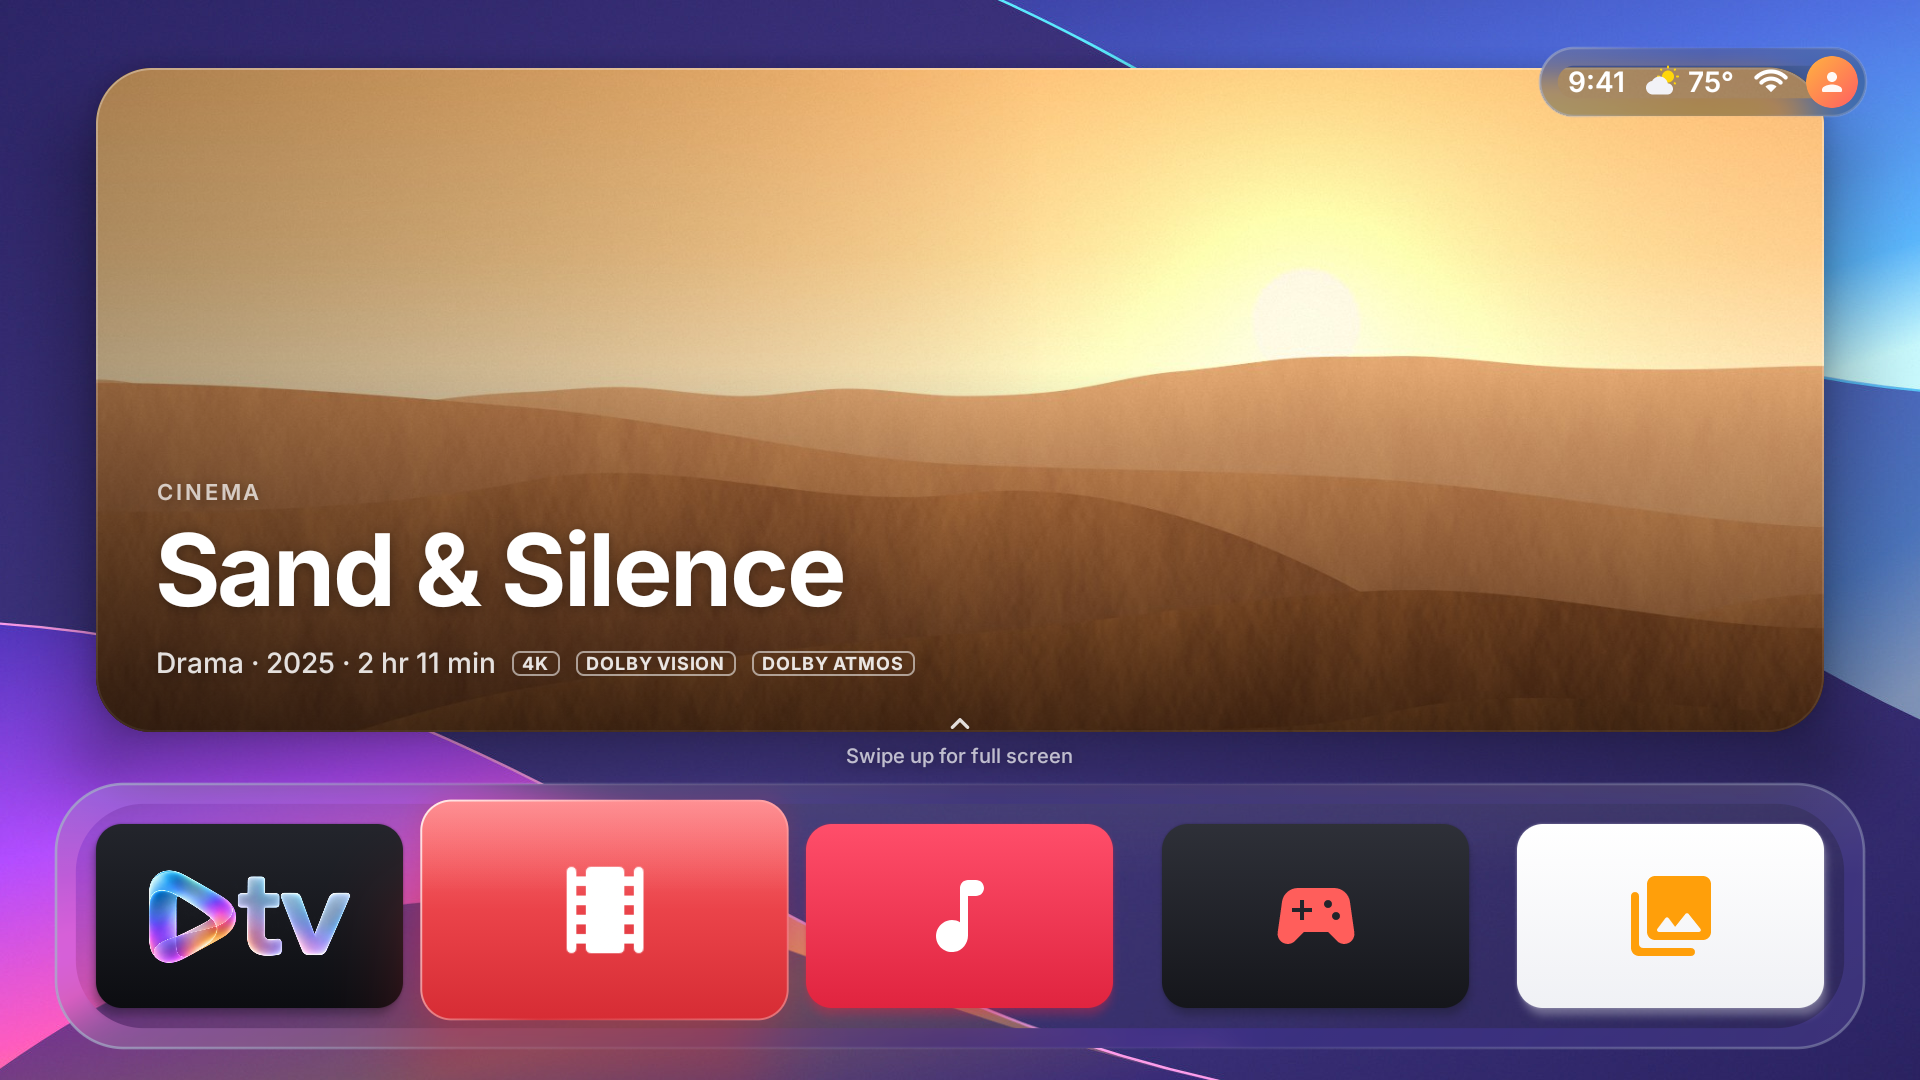 9:41 75°
CINEMA
Sand & Silence
Drama · 2025 · 2 hr 11 min 4K DOLBY VISION DOLBY ATMOS
Swipe up for full screen
tv